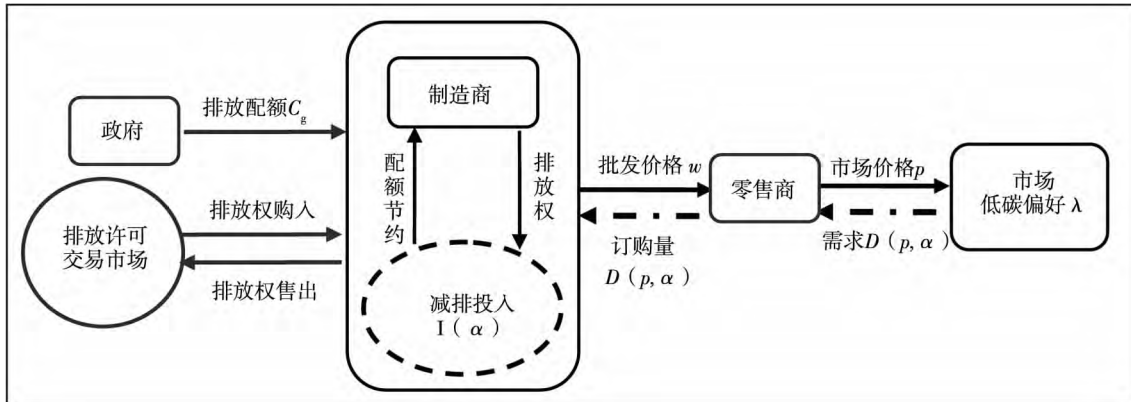 政府
排放配额Cg
排放许可
交易市场
排放权购入
排放权售出
制造商
配额节约
排放权
减排投入
I（α）
批发价格 w
订购量
D（p,α）
零售商
市场价格p
需求D（p,α）
市场
低碳偏好 λ